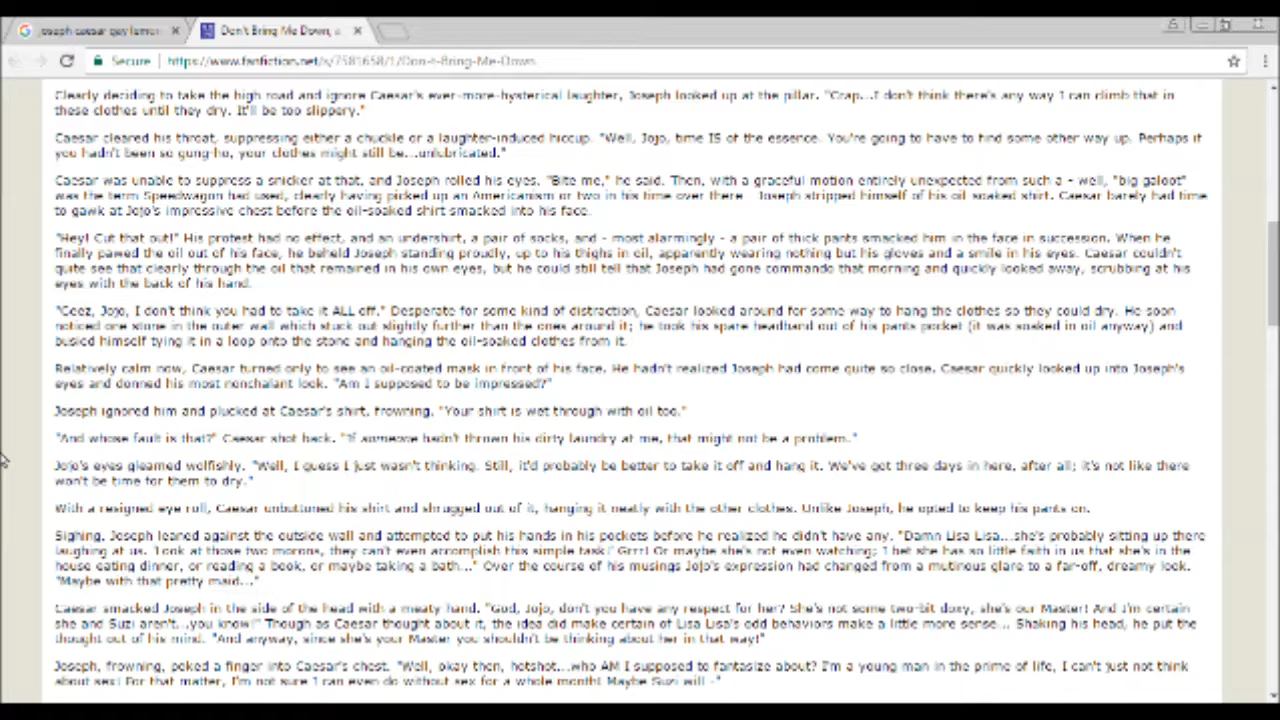 joseph caesar gay lemon
Don't Bring Me Down, a
Secure
https://www.fanfiction.net/s/7581658/1/Don-t-Bring-Me-Down
Clearly deciding to take the high road and ignore Caesar's ever-more-hysterical laughter, Joseph looked up at the pillar. "Crap...I don't think there's any way I can climb that in
these clothes until they dry. It'll be too slippery."
Caesar cleared his throat, suppressing either a chuckle or a laughter-induced hiccup. "Well, Jojo, time IS of the essence. You're going to have to find some other way up. Perhaps if
you hadn't been so gung-ho, your clothes might still be...unlubricated."
Caesar was unable to suppress a snicker at that, and Joseph rolled his eyes. "Bite me," he said. Then, with a graceful motion entirely unexpected from such a - well, "big galoot"
was the term Speedwagon had used, clearly having picked up an Americanism or two in his time over there - Joseph stripped himself of his oil soaked shirt. Caesar barely had time
to gawk at Jojo's impressive chest before the oil-soaked shirt smacked into his face.
"Hey! Cut that out!" His protest had no effect, and an undershirt, a pair of socks, and - most alarmingly - a pair of thick pants smacked him in the face in succession. When he
finally pawed the oil out of his face, he beheld Joseph standing proudly, up to his thighs in oil, apparently wearing nothing but his gloves and a smile in his eyes. Caesar couldn't
quite see that clearly through the oil that remained in his own eyes, but he could still tell that Joseph had gone commando that morning and quickly looked away, scrubbing at his
eyes with the back of his hand.
"Geez, Jojo, I don't think you had to take it ALL off." Desperate for some kind of distraction, Caesar looked around for some way to hang the clothes so they could dry. He soon
noticed one stone in the outer wall which stuck out slightly further than the ones around it; he took his spare headband out of his pants pocket (it was soaked in oil anyway) and
busied himself tying it in a loop onto the stone and hanging the oil-soaked clothes from it.
Relatively calm now, Caesar turned only to see an oil-coated mask in front of his face. He hadn't realized Joseph had come quite so close. Caesar quickly looked up into Joseph's
eyes and donned his most nonchalant look. "Am I supposed to be impressed?"
Joseph ignored him and plucked at Caesar's shirt, frowning. "Your shirt is wet through with oil too."
"And whose fault is that?" Caesar shot back. "If someone hadn't thrown his dirty laundry at me, that might not be a problem."
Jojo's eyes gleamed wolfishly. "Well, I guess I just wasn't thinking. Still, it'd probably be better to take it off and hang it. We've got three days in here, after all; it's not like there
won't be time for them to dry."
With a resigned eye roll, Caesar unbuttoned his shirt and shrugged out of it, hanging it neatly with the other clothes. Unlike Joseph, he opted to keep his pants on.
Sighing, Joseph leaned against the outside wall and attempted to put his hands in his pockets before he realized he didn't have any. "Damn Lisa Lisa...she's probably sitting up there
laughing at us. 'Look at those two morons, they can't even accomplish this simple task!' Grrr! Or maybe she's not even watching; I bet she has so little faith in us that she's in the
house eating dinner, or reading a book, or maybe taking a bath..." Over the course of his musings Jojo's expression had changed from a mutinous glare to a far-off, dreamy look.
"Maybe with that pretty maid..."
Caesar smacked Joseph in the side of the head with a meaty hand. "God, Jojo, don't you have any respect for her? She's not some two-bit doxy, she's our Master! And I'm certain
she and Suzi aren't...you know!" Though as Caesar thought about it, the idea did make certain of Lisa Lisa's odd behaviors make a little more sense... Shaking his head, he put the
thought out of his mind. "And anyway, since she's your Master you shouldn't be thinking about her in that way!"
Joseph, frowning, poked a finger into Caesar's chest. "Well, okay then, hotshot...who AM I supposed to fantasize about? I'm a young man in the prime of life, I can't just not think
about sex! For that matter, I'm not sure I can even do without sex for a whole month! Maybe Suzi will -"